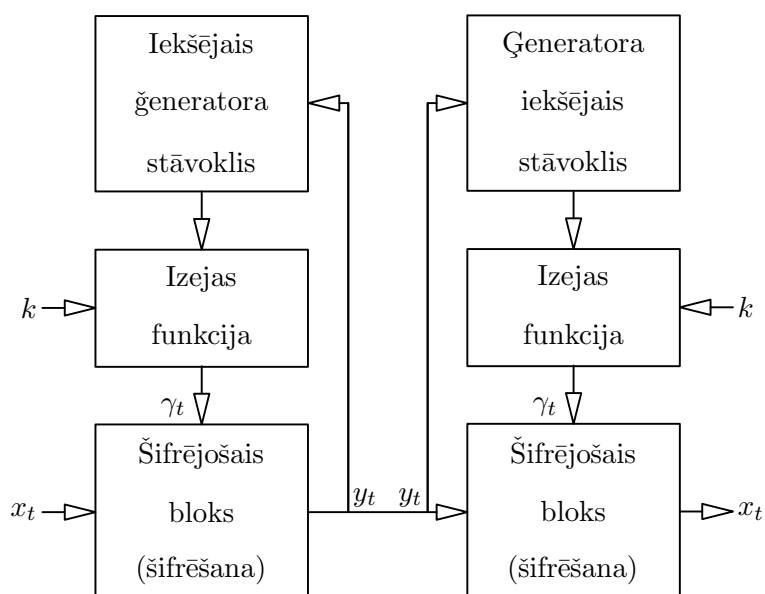 Iekšējais
ğeneratora
stāvoklis
Ģeneratora
iekšējais
stāvoklis
k
Izejas
funkcija
Izejas
funkcija
k
γt
γt
xt
Šifrējošais
bloks
(šifrēšana)
yt
yt
Šifrējošais
bloks
(šifrēšana)
xt